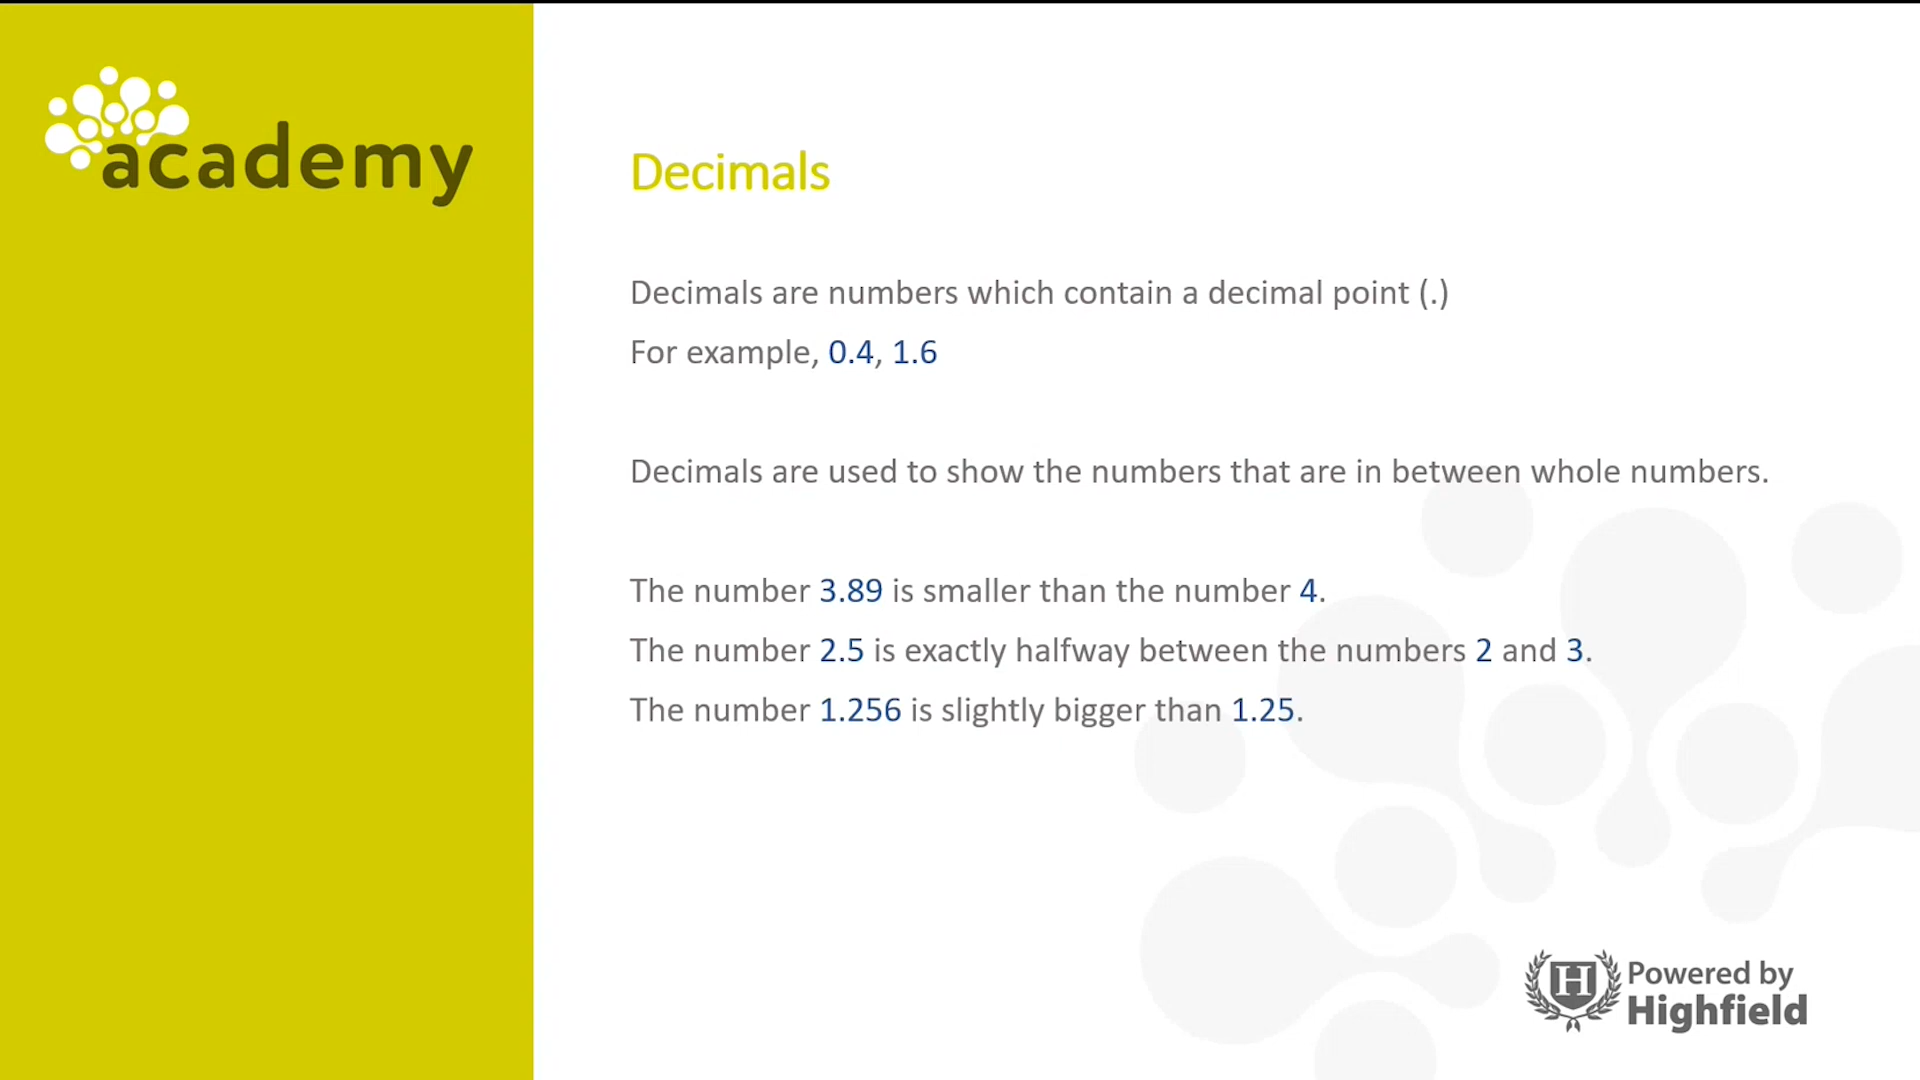 academy
Decimals
Decimals are numbers which contain a decimal point (.)
For example, 0.4, 1.6
Decimals are used to show the numbers that are in between whole numbers.
The number 3.89 is smaller than the number 4.
The number 2.5 is exactly halfway between the numbers 2 and 3.
The number 1.256 is slightly bigger than 1.25.
H
Powered by
Highfield